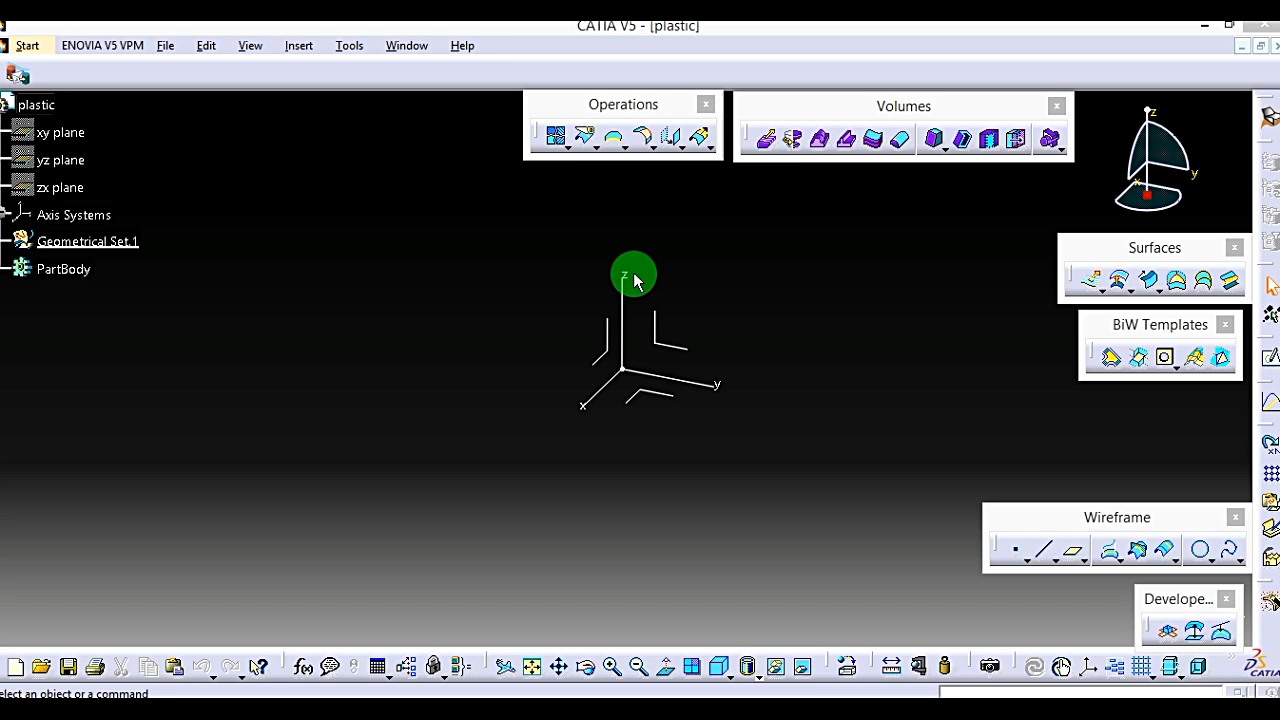 CATIA V5 - [plastic]
Start ENOVIA V5 VPM File Edit View Insert Tools Window Help
plastic
xy plane
yz plane
zx plane
Axis Systems
Geometrical Set.1
PartBody
Operations
Volumes
z
y
x
Surfaces
BiW Templates
z
y
x
Wireframe
Develope...
f(x)
CATIA
elect an object or a command